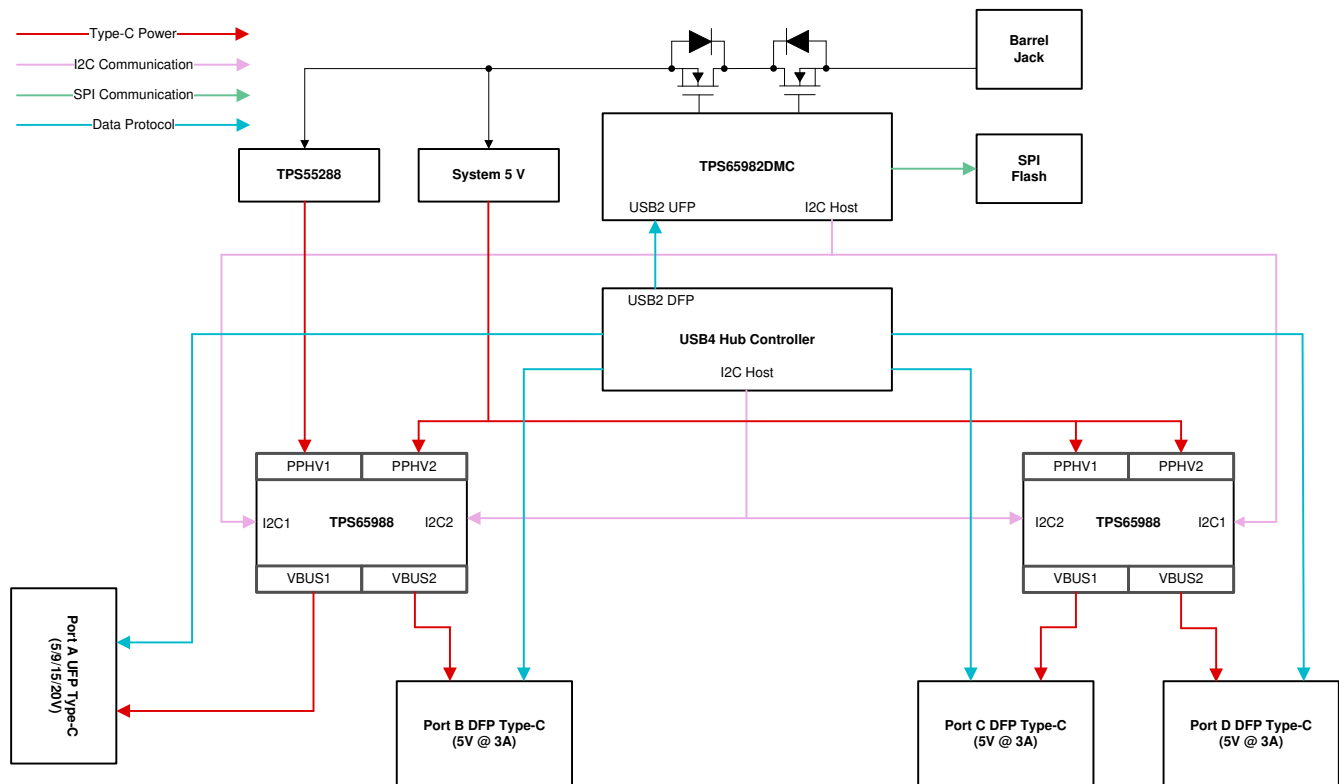 Type-C Power
I2C Communication
SPI Communication
Data Protocol
Barrel
Jack
TPS55288
System 5 V
TPS65982DMC
USB2 UFP
I2C Host
SPI
Flash
USB2 DFP
USB4 Hub Controller
I2C Host
PPHV1
PPHV2
I2C1
TPS65988
I2C2
VBUS1
VBUS2
PPHV1
PPHV2
I2C2
TPS65988
I2C1
VBUS1
VBUS2
Port A UFP Type-C
(5/9/15/20V)
Port B DFP Type-C
(5V @ 3A)
Port C DFP Type-C
(5V @ 3A)
Port D DFP Type-C
(5V @ 3A)